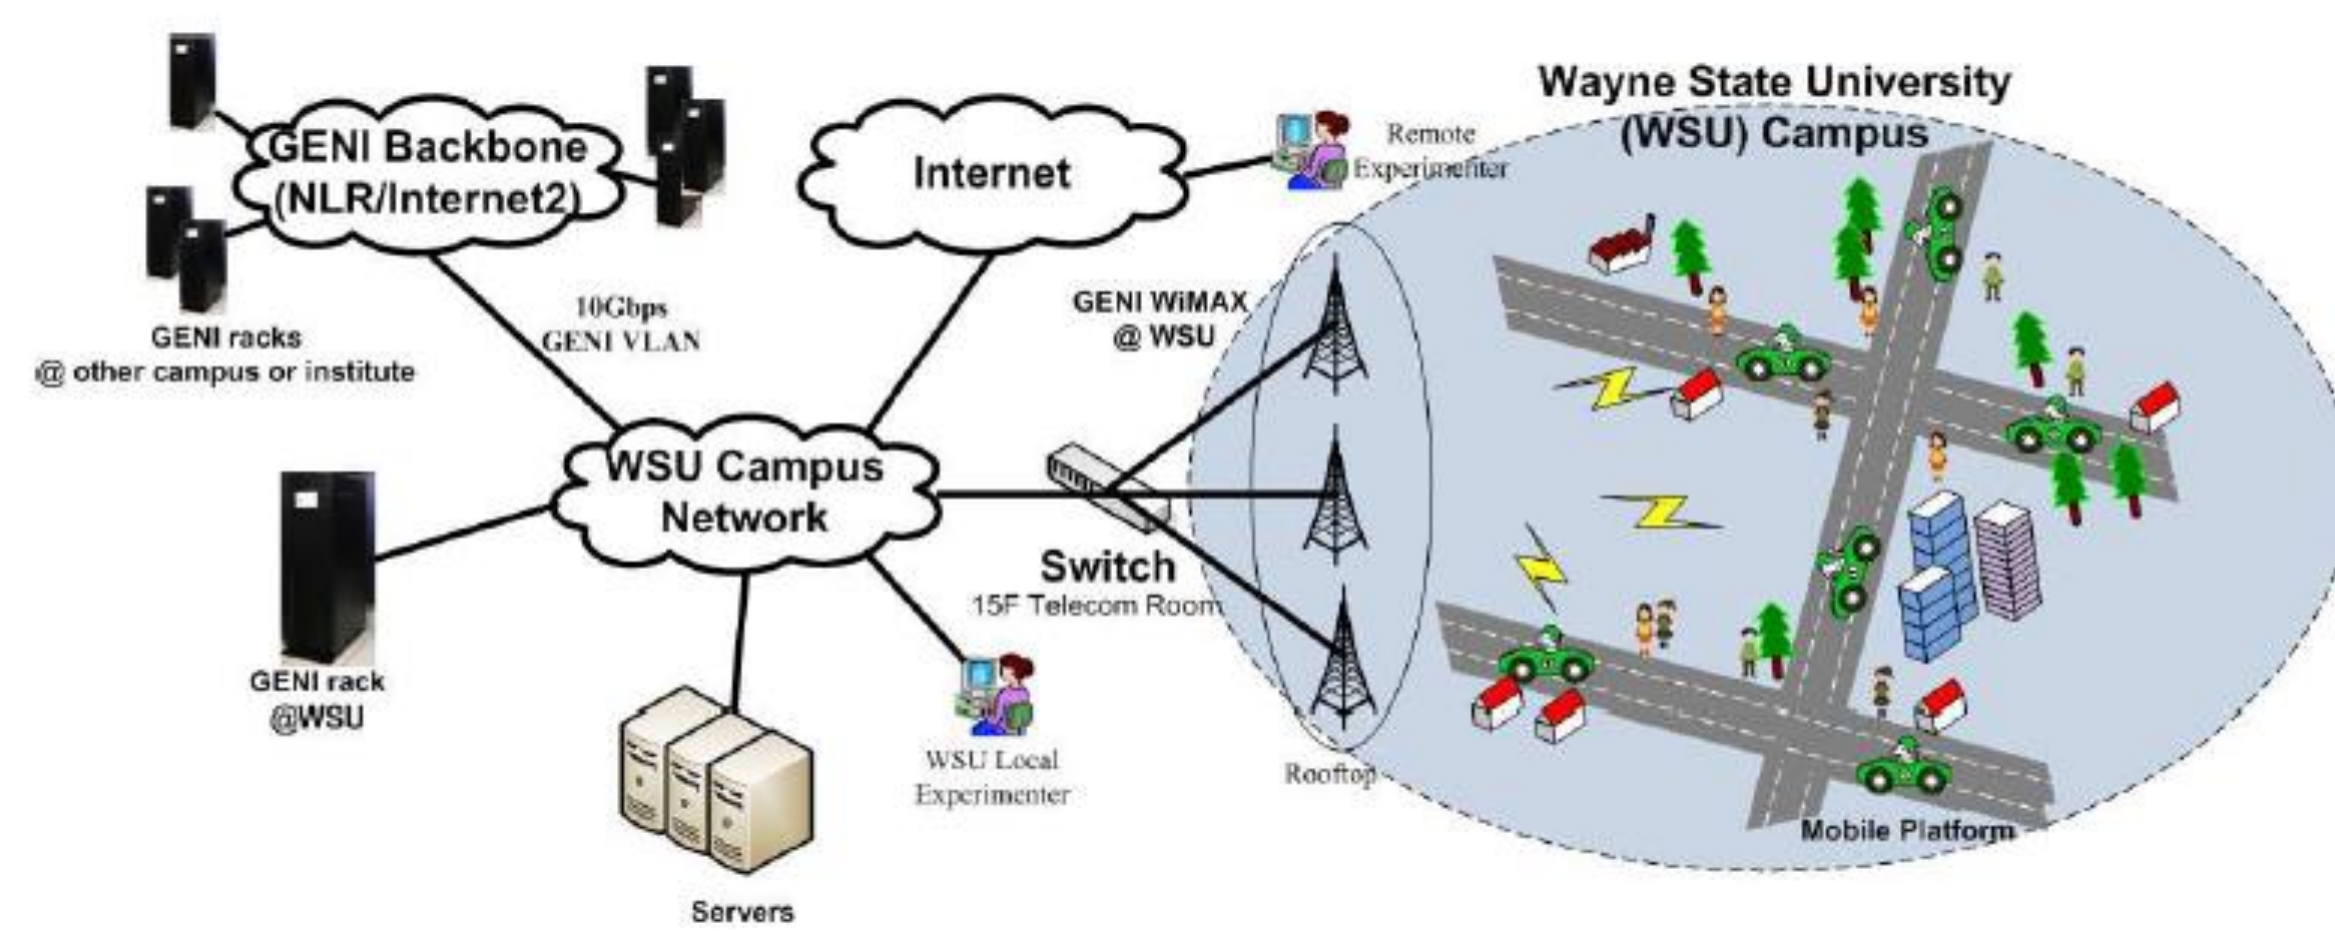 GENI Backbone
(NLR/Internet2)
GENI racks
@ other campus or institute
10Gbps
GENI VLAN
Internet
Remote
Experimenter
Wayne State University
(WSU) Campus
GENI WiMAX
@ WSU
WSU Campus
Network
Switch
15F Telecom Room
GENI rack
@WSU
Servers
WSU Local
Experimenter
Rooftop
Mobile Platform